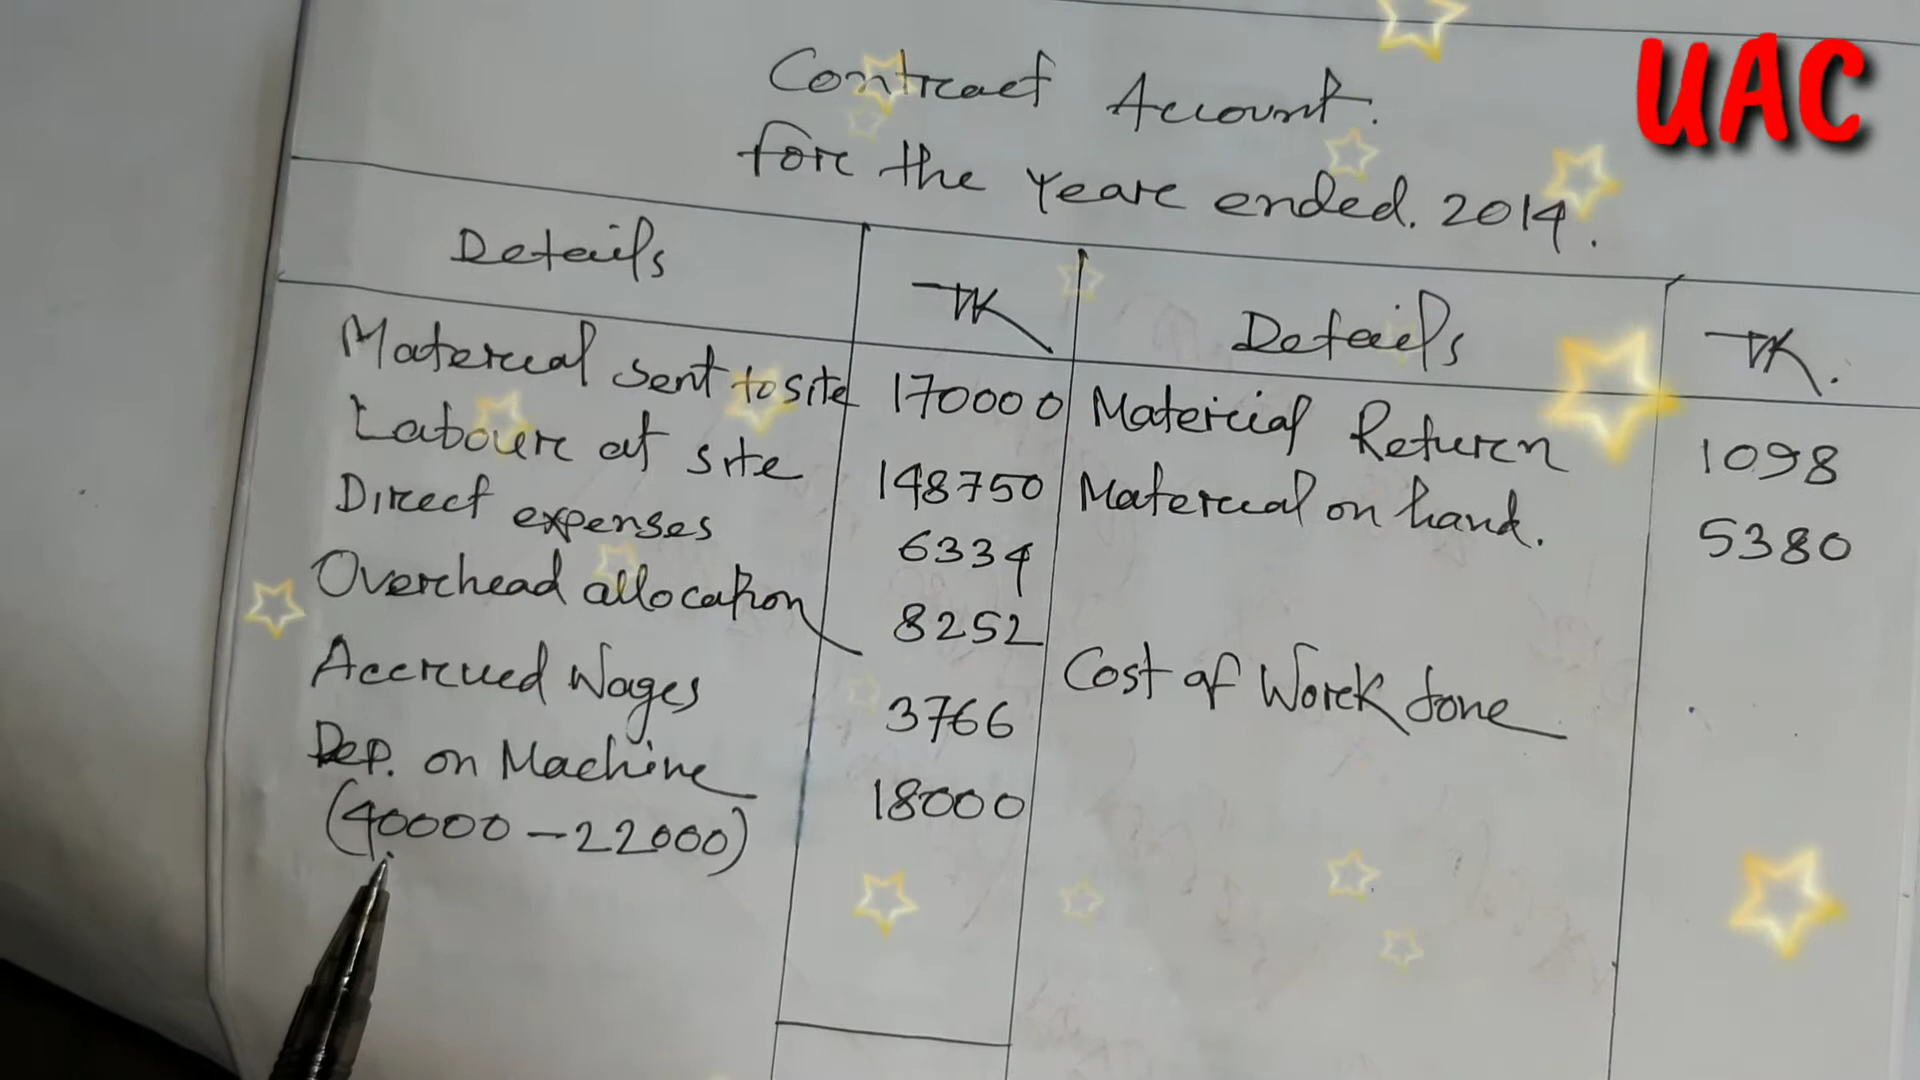 UAC
Contract Account.
for the Year ended. 2014.
Details TK Details TK.
Material sent to site 170000 Material Return 1098
Labour at site 148750 Material on hand. 5380
Direct expenses 6334
Overhead allocation 8252
Accrued Wages 3766 Cost of Work done
Dep. on Machine 18000
(40000-22000)